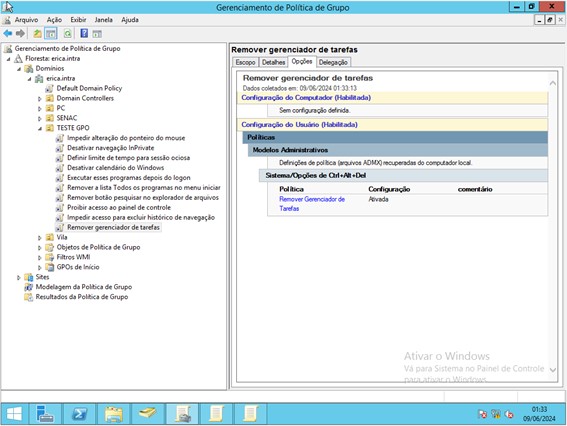 Gerenciamento de Política de Grupo
Arquivo Ação Exibir Janela Ajuda
Gerenciamento de Política de Grupo
Floresta: erica.intra
Domínios
erica.intra
Default Domain Policy
Domain Controllers
PC
SENAC
TESTE GPO
Impedir alteração do ponteiro do mouse
Desativar navegação InPrivate
Definir limite de tempo para sessão ociosa
Desativar calendário do Windows
Executar esses programas depois do logon
Remover a lista Todos os programas no menu iniciar
Remover botão pesquisar no explorador de arquivos
Proibir acesso ao painel de controle
Impedir acesso para excluir histórico de navegação
Remover gerenciador de tarefas
Vila
Objetos de Política de Grupo
Filtros WMI
GPOs de Início
Sites
Modelagem da Política de Grupo
Resultados da Política de Grupo
Remover gerenciador de tarefas
Escopo Detalhes Opções Delegação
Remover gerenciador de tarefas
Dados coletados em: 09/06/2024 01:33:13
Configuração do Computador (Habilitada)
Sem configuração definida.
Configuração do Usuário (Habilitada)
Políticas
Modelos Administrativos
Definições de política (arquivos ADMX) recuperadas do computador local.
Sistema/Opções de Ctrl+Alt+Del
Política Configuração comentário
Remover Gerenciador de Ativada
Tarefas
Ativar o Windows
Vá para Sistema no Painel de Controle
para ativar o Windows.
01:33
09/06/2024